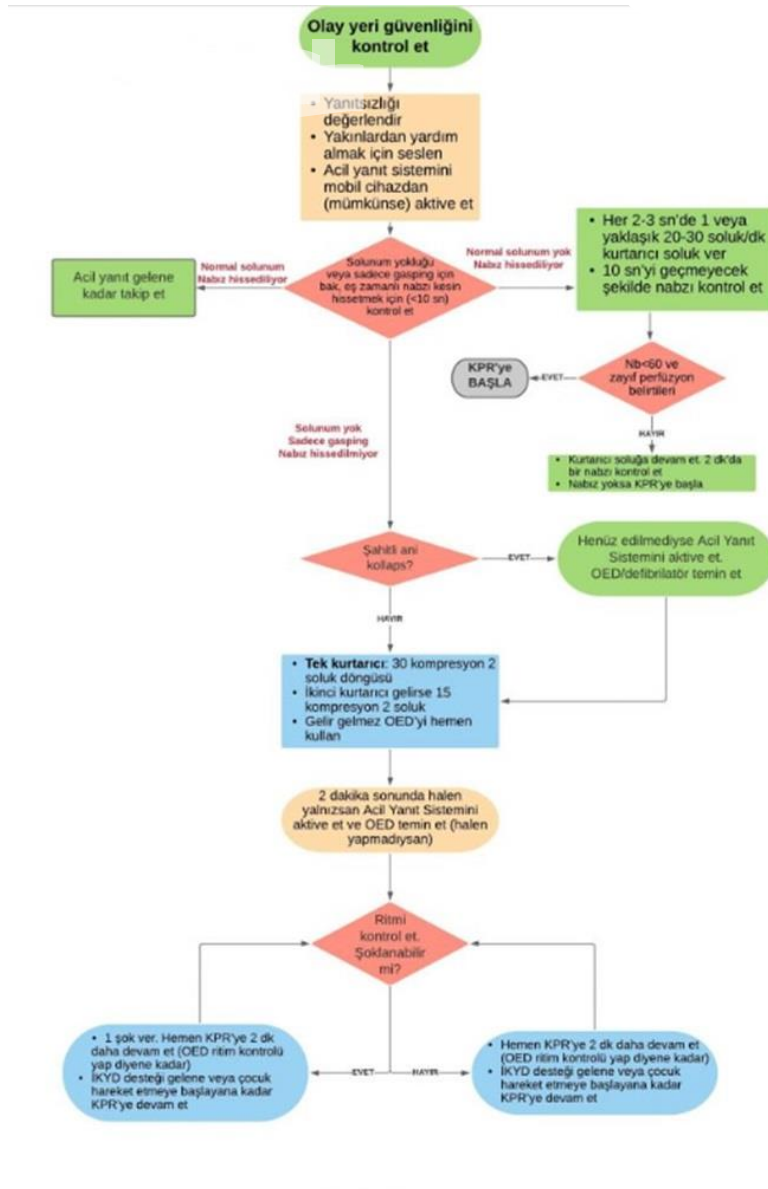 Olay yeri güvenliğini
kontrol et
• Yanıtsızlığı
değerlendir
• Yakınlardan yardım
almak için seslen
• Acil yanıt sistemini
mobil cihazdan
(mümkünse) aktive et
Solunum yokluğu
veya sadece gasping için
bak, eş zamanlı nabzı kesin
hissetmek için (<10 sn)
kontrol et
Normal solunum
Nabız hissediliyor
Acil yanıt gelene
kadar takip et
Normal solunum yok
Nabız hissediliyor
• Her 2-3 sn'de 1 veya
yaklaşık 20-30 soluk/dk
kurtarıcı soluk ver
• 10 sn'yi geçmeyecek
şekilde nabzı kontrol et
Nb<60 ve
zayıf perfüzyon
belirtileri
EVET
KPR'ye
BAŞLA
HAYIR
• Kurtarıcı soluğa devam et. 2 dk'da
bir nabzı kontrol et
• Nabız yoksa KPR'ye başla
Solunum yok
Sadece gasping
Nabız hissedilmiyor
Şahitli ani
kollaps?
EVET
Henüz edilmediyse Acil Yanıt
Sistemini aktive et.
OED/defibrilatör temin et
HAYIR
• Tek kurtarıcı: 30 kompresyon 2
soluk döngüsü
• İkinci kurtarıcı gelirse 15
kompresyon 2 soluk
• Gelir gelmez OED'yi hemen
kullan
2 dakika sonunda halen
yalnızsan Acil Yanıt Sistemini
aktive et ve OED temin et (halen
yapmadıysan)
Ritmi
kontrol et.
Şoklanabilir
mi?
EVET
HAYIR
• 1 şok ver. Hemen KPR'ye 2 dk
daha devam et (OED ritim kontrolü
yap diyene kadar)
• İKYD desteği gelene veya çocuk
hareket etmeye başlayana kadar
KPR'ye devam et
• Hemen KPR'ye 2 dk daha devam et
(OED ritim kontrolü yap diyene kadar)
• İKYD desteği gelene veya çocuk
hareket etmeye başlayana kadar
KPR'ye devam et